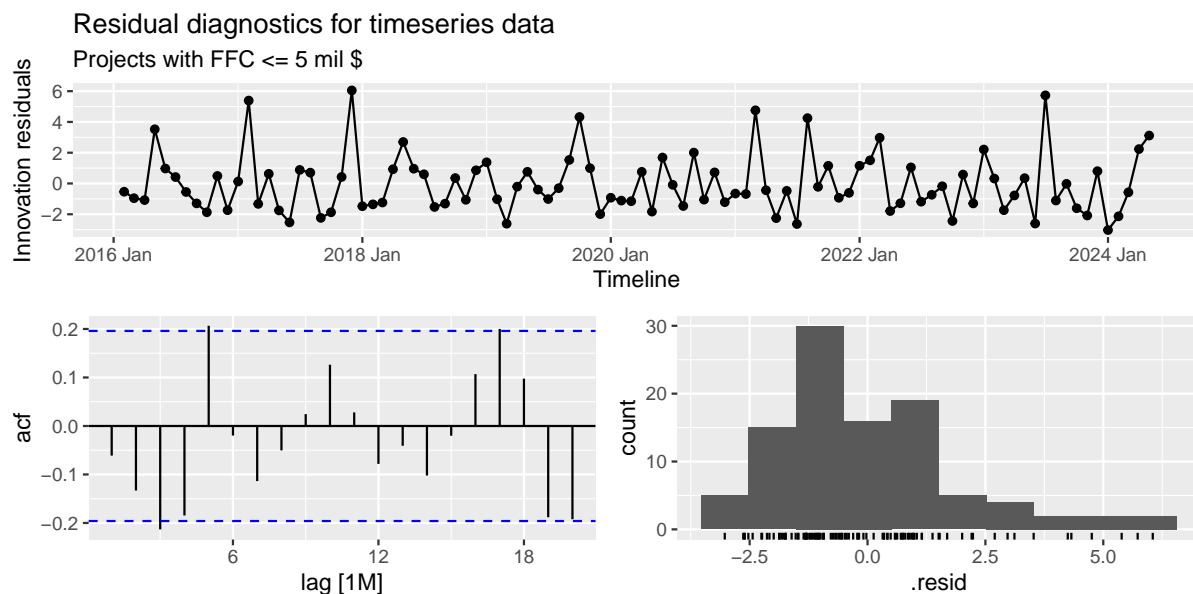 Residual diagnostics for timeseries data
Projects with FFC <= 5 mil $
Innovation residuals
6
4
2
0
−2
2016 Jan
2018 Jan
2020 Jan
2022 Jan
2024 Jan
Timeline
acf
0.2
0.1
0.0
−0.1
−0.2
6
12
18
lag [1M]
count
30
20
10
0
−2.5
0.0
2.5
5.0
.resid